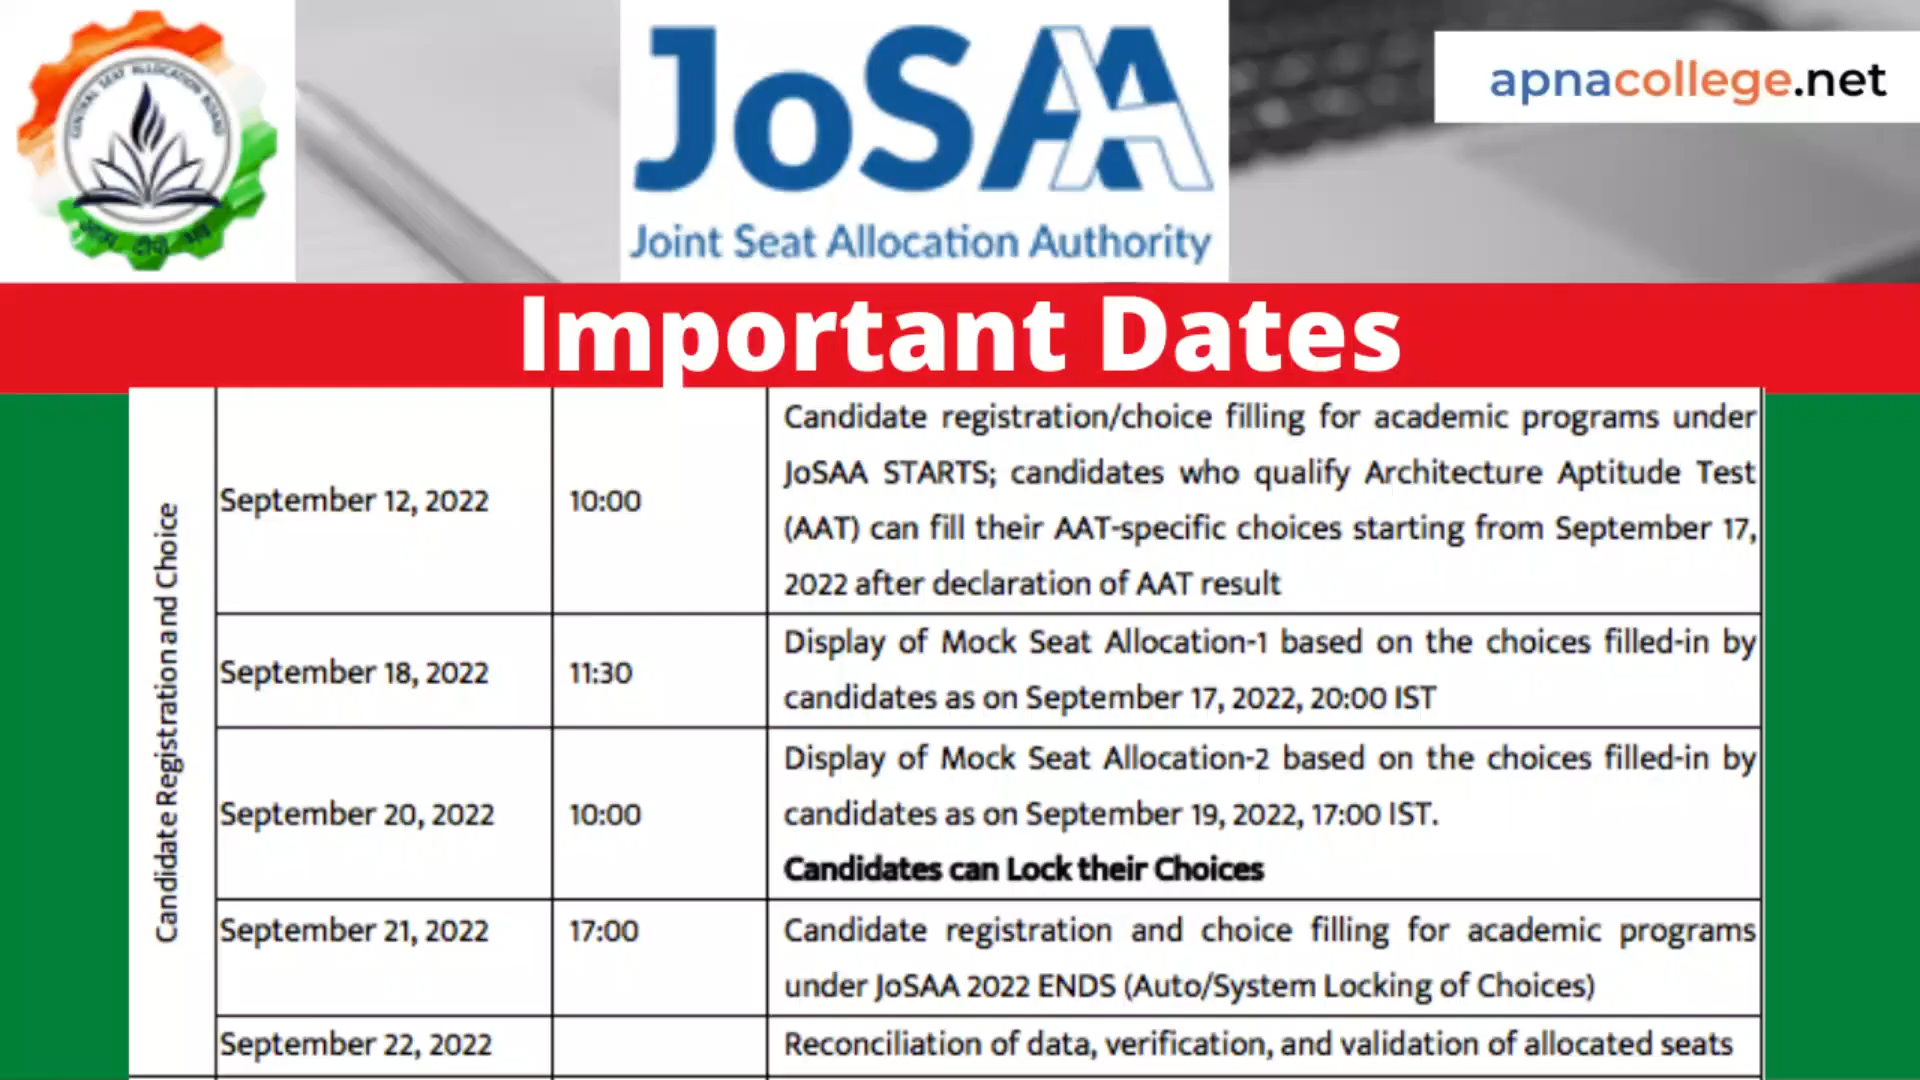 CENTRAL SEAT ALLOCATION BOARD
JoSAA
Joint Seat Allocation Authority
apnacollege.net
Important Dates
Candidate Registration and Choice
September 12, 2022 10:00 Candidate registration/choice filling for academic programs under
JoSAA STARTS; candidates who qualify Architecture Aptitude Test
(AAT) can fill their AAT-specific choices starting from September 17,
2022 after declaration of AAT result
September 18, 2022 11:30 Display of Mock Seat Allocation-1 based on the choices filled-in by
candidates as on September 17, 2022, 20:00 IST
September 20, 2022 10:00 Display of Mock Seat Allocation-2 based on the choices filled-in by
candidates as on September 19, 2022, 17:00 IST.
Candidates can Lock their Choices
September 21, 2022 17:00 Candidate registration and choice filling for academic programs
under JoSAA 2022 ENDS (Auto/System Locking of Choices)
September 22, 2022 Reconciliation of data, verification, and validation of allocated seats